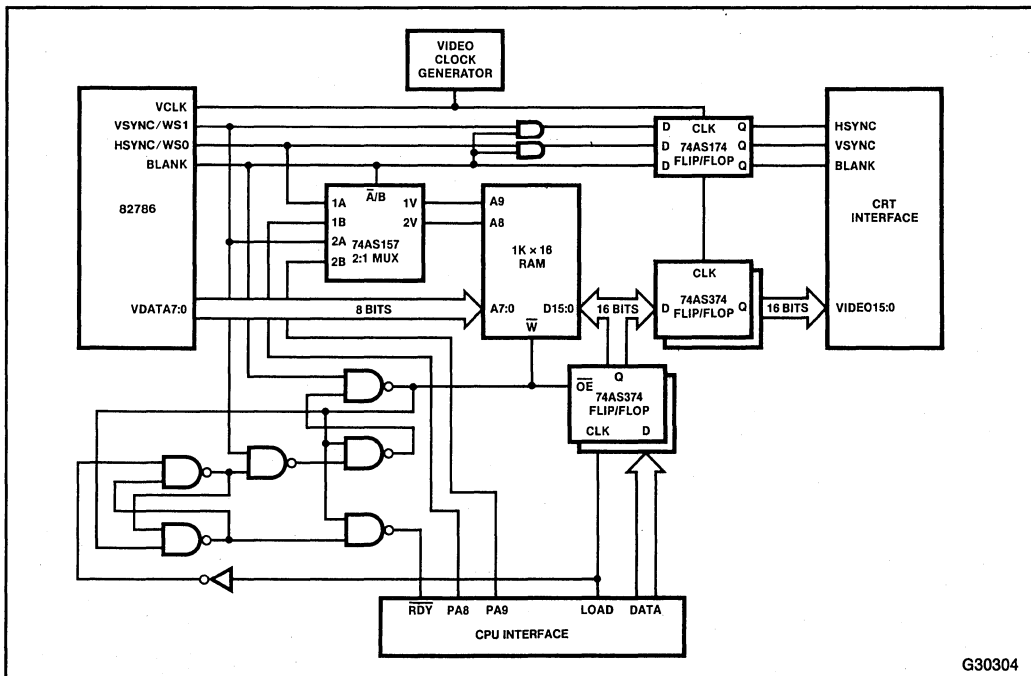 VIDEO
CLOCK
GENERATOR
82786
VCLK
VSYNC/WS1
HSYNC/WS0
BLANK
VDATA7:0
D
D
D
CLK
74AS174
FLIP/FLOP
Q
Q
Q
HSYNC
VSYNC
BLANK
CRT
INTERFACE
VIDEO15:0
A̅/B
1A
1B
2A
2B
1V
2V
74AS157
2:1 MUX
A9
A8
1K × 16
RAM
A7:0
D15:0
W̅
8 BITS
16 BITS
CLK
D
74AS374
FLIP/FLOP
Q
16 BITS
O̅E̅
Q
74AS374
FLIP/FLOP
CLK
D
R̅D̅Y̅
PA8
PA9
LOAD
DATA
CPU INTERFACE
G30304